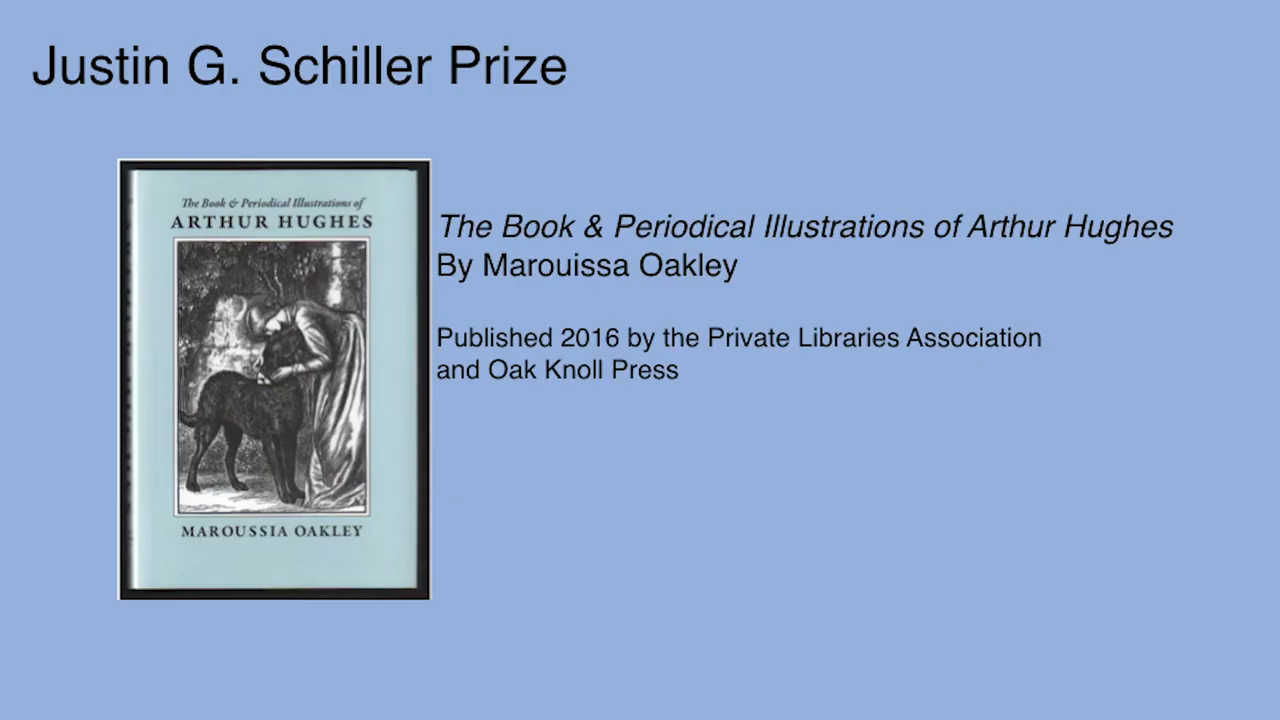 Justin G. Schiller Prize
The Book & Periodical Illustrations of
ARTHUR HUGHES
MAROUSSIA OAKLEY
The Book & Periodical Illustrations of Arthur Hughes
By Marouissa Oakley
Published 2016 by the Private Libraries Association
and Oak Knoll Press